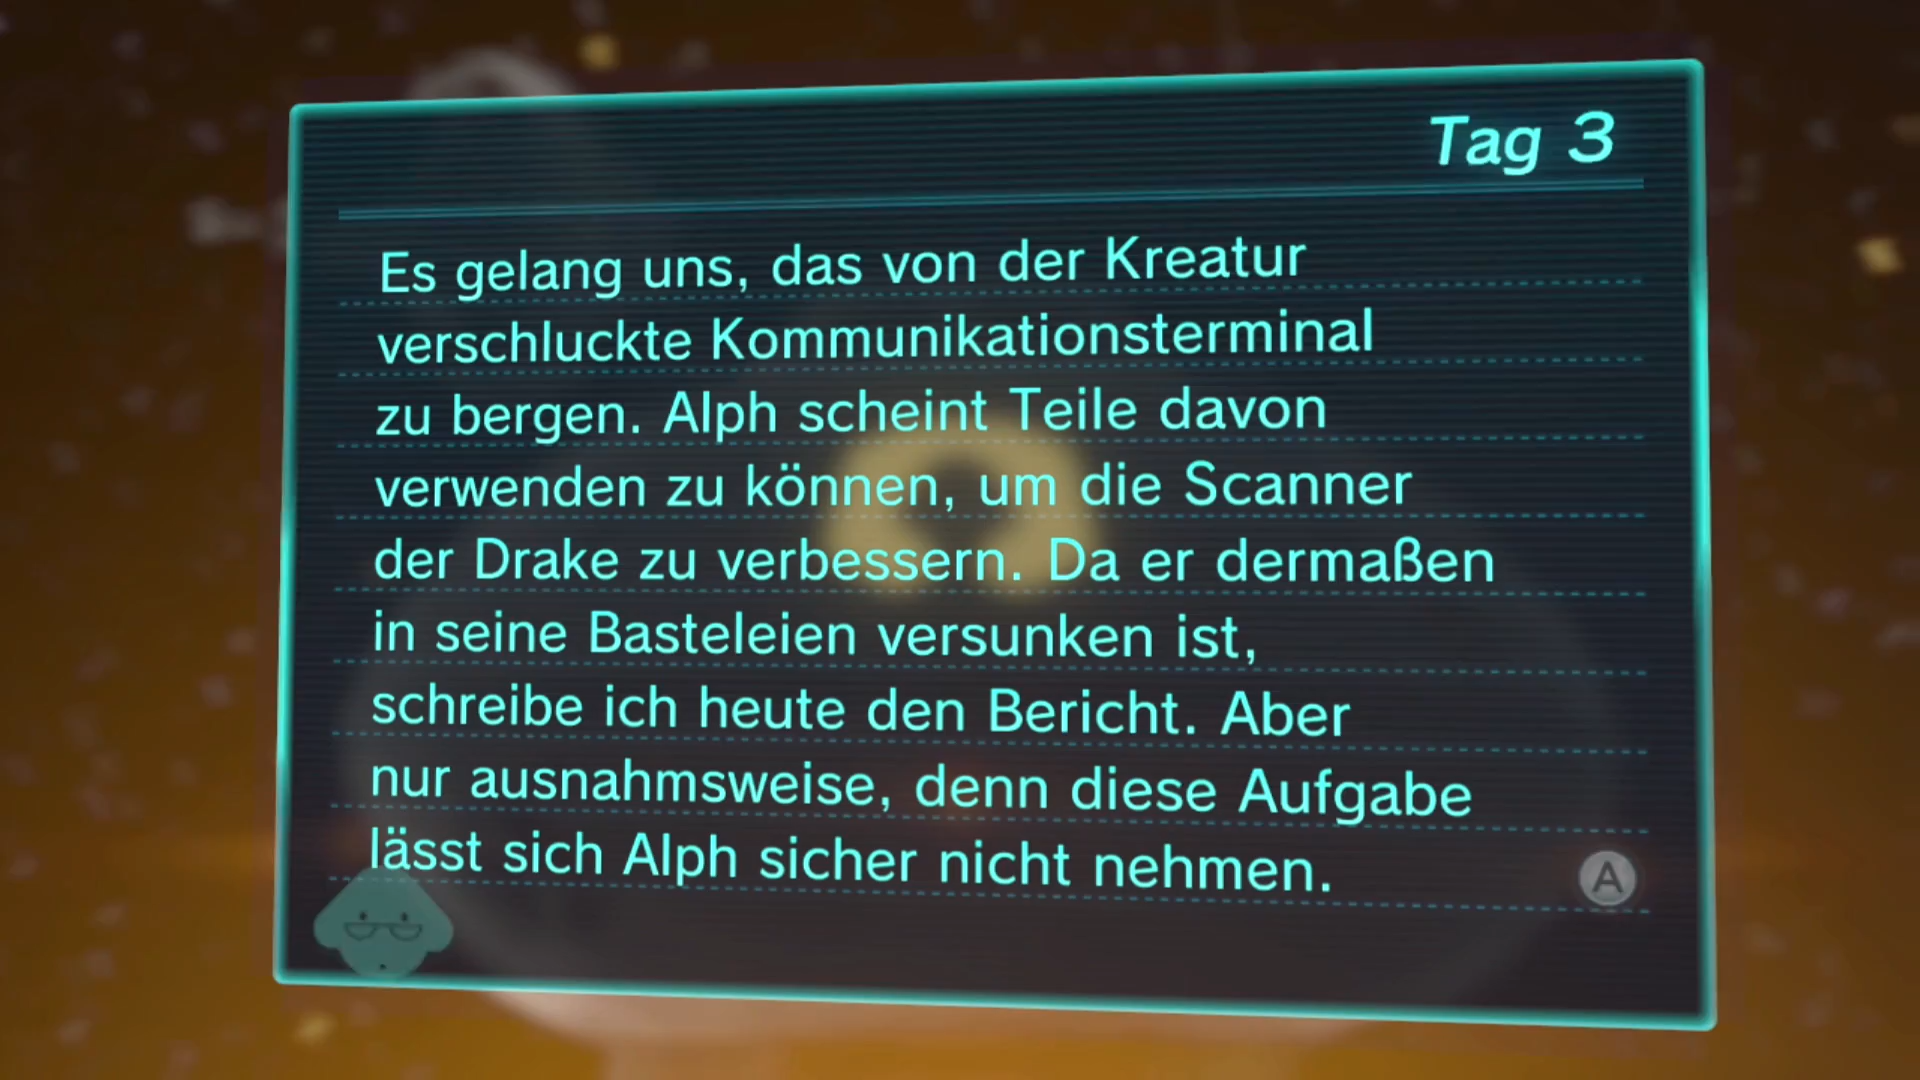 Tag 3
Es gelang uns, das von der Kreatur
verschluckte Kommunikationsterminal
zu bergen. Alph scheint Teile davon
verwenden zu können, um die Scanner
der Drake zu verbessern. Da er dermaßen
in seine Basteleien versunken ist,
schreibe ich heute den Bericht. Aber
nur ausnahmsweise, denn diese Aufgabe
lässt sich Alph sicher nicht nehmen.
A